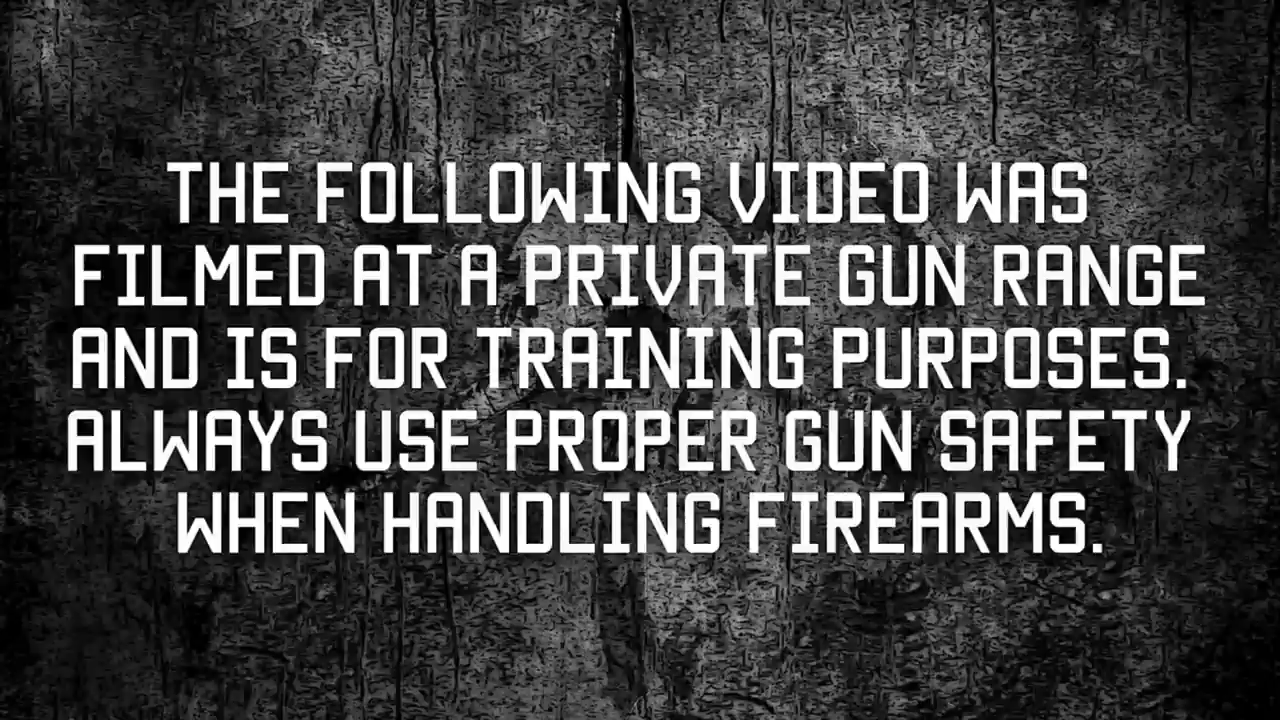 THE FOLLOWING VIDEO WAS
FILMED AT A PRIVATE GUN RANGE
AND IS FOR TRAINING PURPOSES.
ALWAYS USE PROPER GUN SAFETY
WHEN HANDLING FIREARMS.